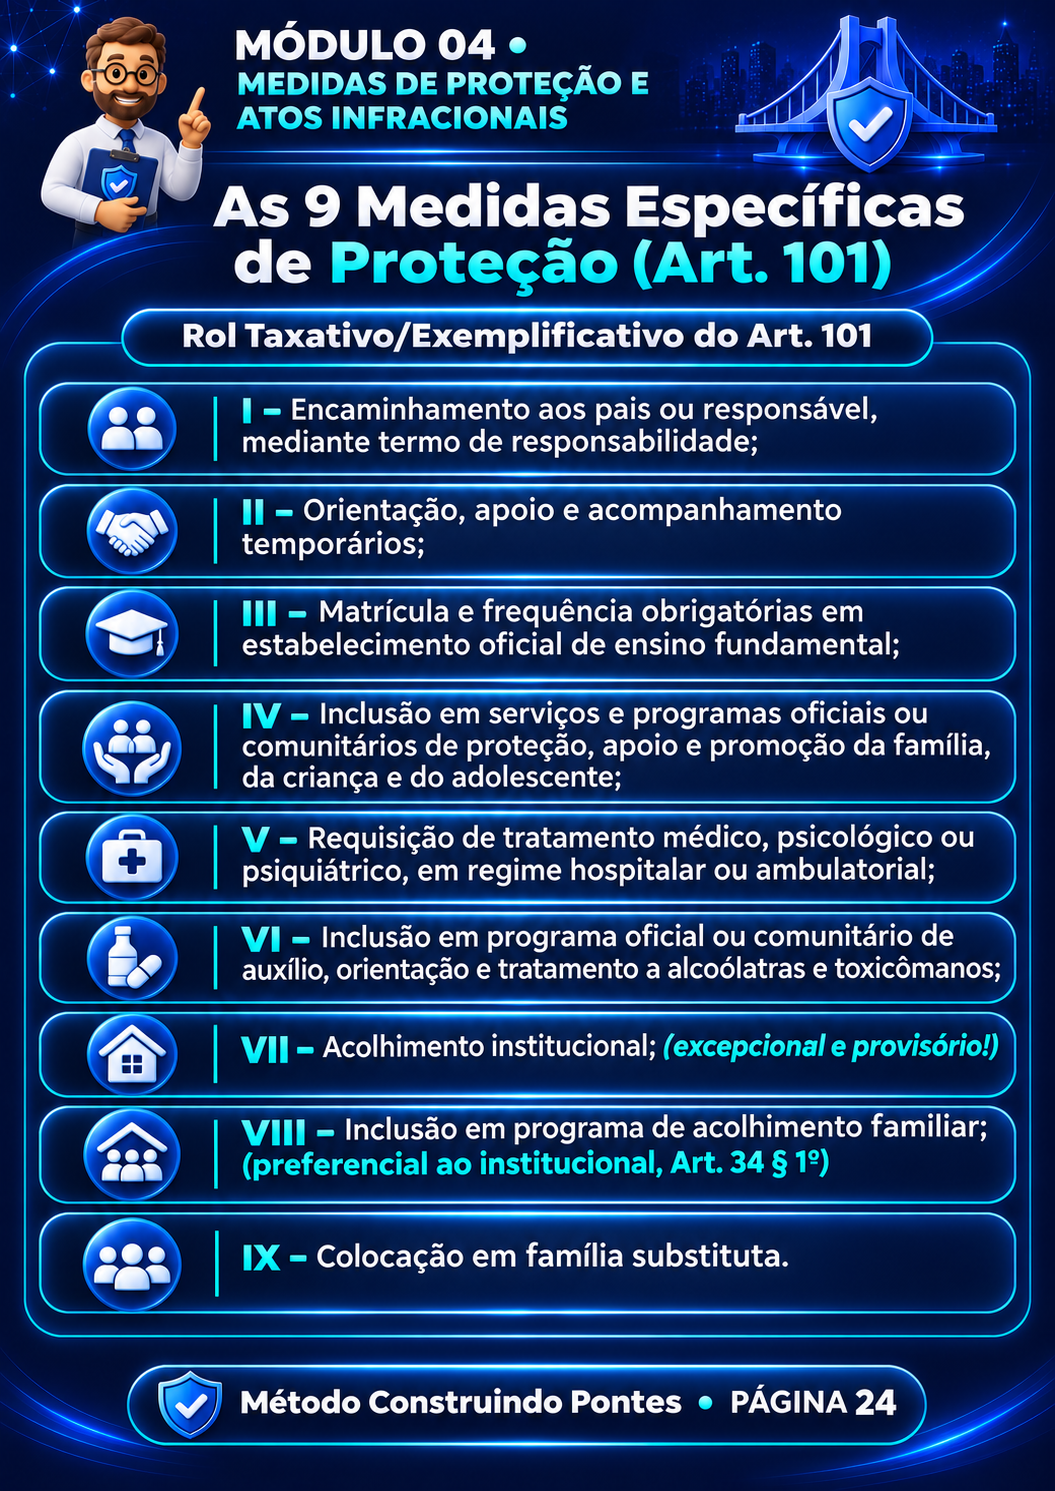 MÓDULO 04 •
MEDIDAS DE PROTEÇÃO E
ATOS INFRACIONAIS
As 9 Medidas Específicas
de Proteção (Art. 101)
Rol Taxativo/Exemplificativo do Art. 101
I – Encaminhamento aos pais ou responsável,
mediante termo de responsabilidade;
II – Orientação, apoio e acompanhamento
temporários;
III – Matrícula e frequência obrigatórias em
estabelecimento oficial de ensino fundamental;
IV – Inclusão em serviços e programas oficiais ou
comunitários de proteção, apoio e promoção da família,
da criança e do adolescente;
V – Requisição de tratamento médico, psicológico ou
psiquiátrico, em regime hospitalar ou ambulatorial;
VI – Inclusão em programa oficial ou comunitário de
auxílio, orientação e tratamento a alcoólatras e toxicômanos;
VII – Acolhimento institucional; (excepcional e provisório!)
VIII – Inclusão em programa de acolhimento familiar;
(preferencial ao institucional, Art. 34 § 1º)
IX – Colocação em família substituta.
Método Construindo Pontes • PÁGINA 24